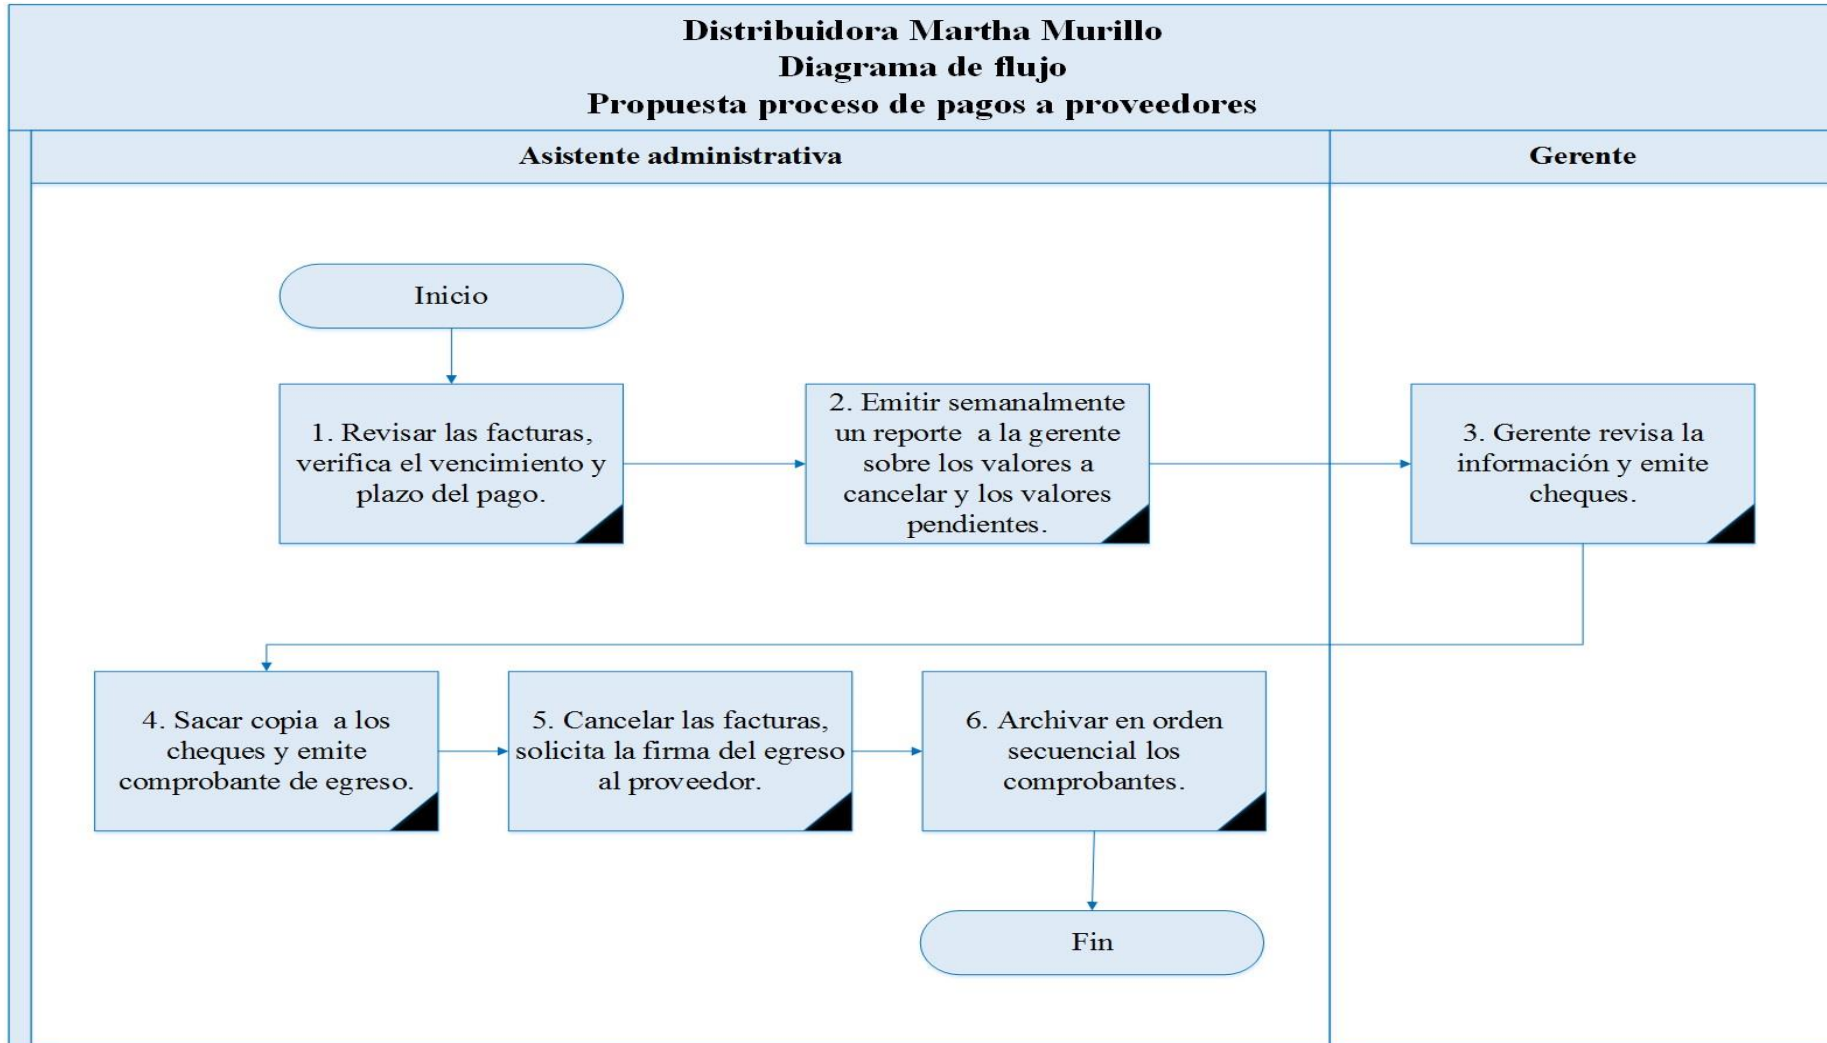 Distribuidora Martha Murillo
Diagrama de flujo
Propuesta proceso de pagos a proveedores
Asistente administrativa
Gerente
Inicio
1. Revisar las facturas,
verifica el vencimiento y
plazo del pago.
2. Emitir semanalmente
un reporte  a la gerente
sobre los valores a
cancelar y los valores
pendientes.
3. Gerente revisa la
información y emite
cheques.
4. Sacar copia  a los
cheques y emite
comprobante de egreso.
5. Cancelar las facturas,
solicita la firma del egreso
al proveedor.
6. Archivar en orden
secuencial los
comprobantes.
Fin